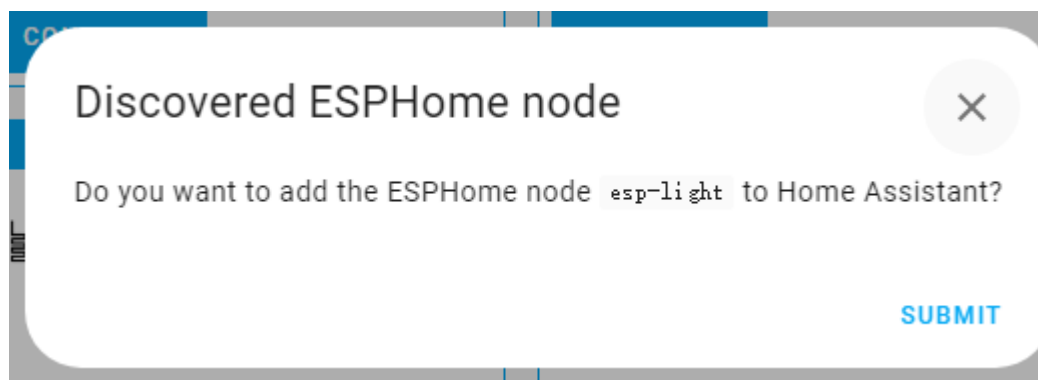 Discovered ESPHome node
Do you want to add the ESPHome node esp-light to Home Assistant?
SUBMIT